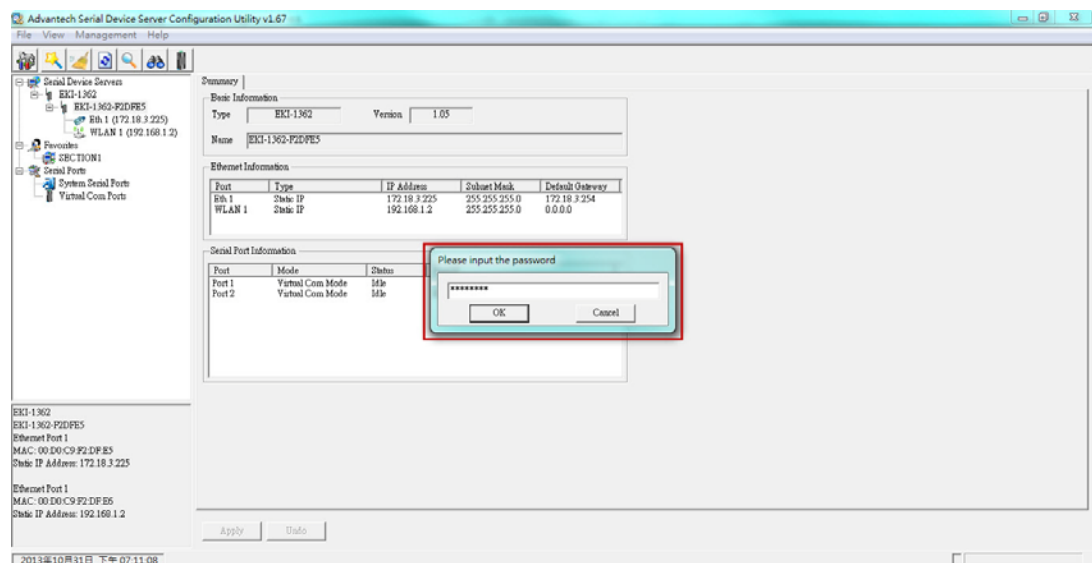 Advantech Serial Device Server Configuration Utility v1.67
File View Management Help
Serial Device Servers
EKI-1362
EKI-1362-F2DFE5
Eth 1 (172.18.3.225)
WLAN 1 (192.168.1.2)
Favorites
SECTION1
Serial Ports
System Serial Ports
Virtual Com Ports
Summary
Basic Information
Type EKI-1362 Version 1.05
Name EKI-1362-F2DFE5
Ethernet Information
Port Type IP Address Subnet Mask Default Gateway
Eth 1 Static IP 172.18.3.225 255.255.255.0 172.18.3.254
WLAN 1 Static IP 192.168.1.2 255.255.255.0 0.0.0.0
Serial Port Information
Port Mode Status
Port 1 Virtual Com Mode Idle
Port 2 Virtual Com Mode Idle
Please input the password
********
OK Cancel
EKI-1362
EKI-1362-F2DFE5
Ethernet Port 1
MAC: 00:D0:C9:F2:DF:E5
Static IP Address: 172.18.3.225
Ethernet Port 1
MAC: 00:D0:C9:F2:DF:E6
Static IP Address: 192.168.1.2
Apply Undo
2013年10月31日 下午 07:11:08